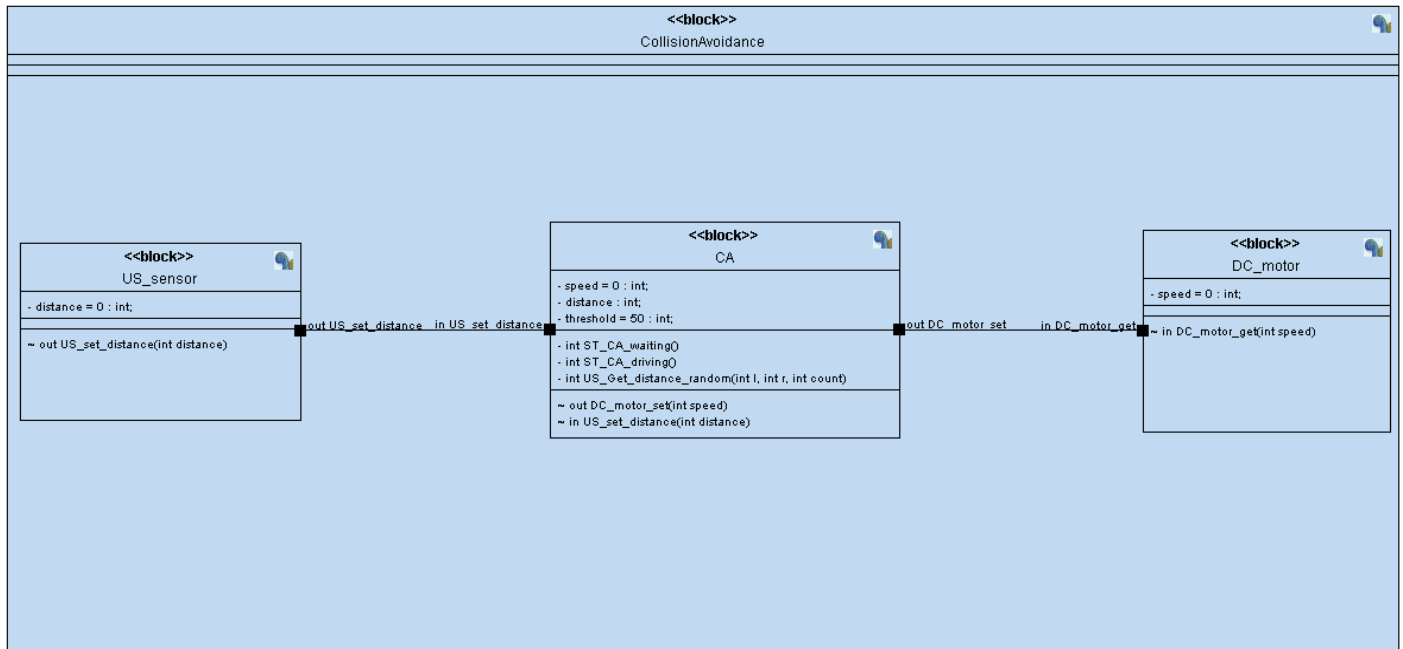 <<block>>
CollisionAvoidance
<<block>>
US_sensor
- distance = 0 : int;
~ out US_set_distance(int distance)
out US_set_distance
in US_set_distance
<<block>>
CA
- speed = 0 : int;
- distance : int;
- threshold = 50 : int;
- int ST_CA_waiting()
- int ST_CA_driving()
- int US_Get_distance_random(int l, int r, int count)
~ out DC_motor_set(int speed)
~ in US_set_distance(int distance)
out DC_motor_set
in DC_motor_get
<<block>>
DC_motor
- speed = 0 : int;
~ in DC_motor_get(int speed)